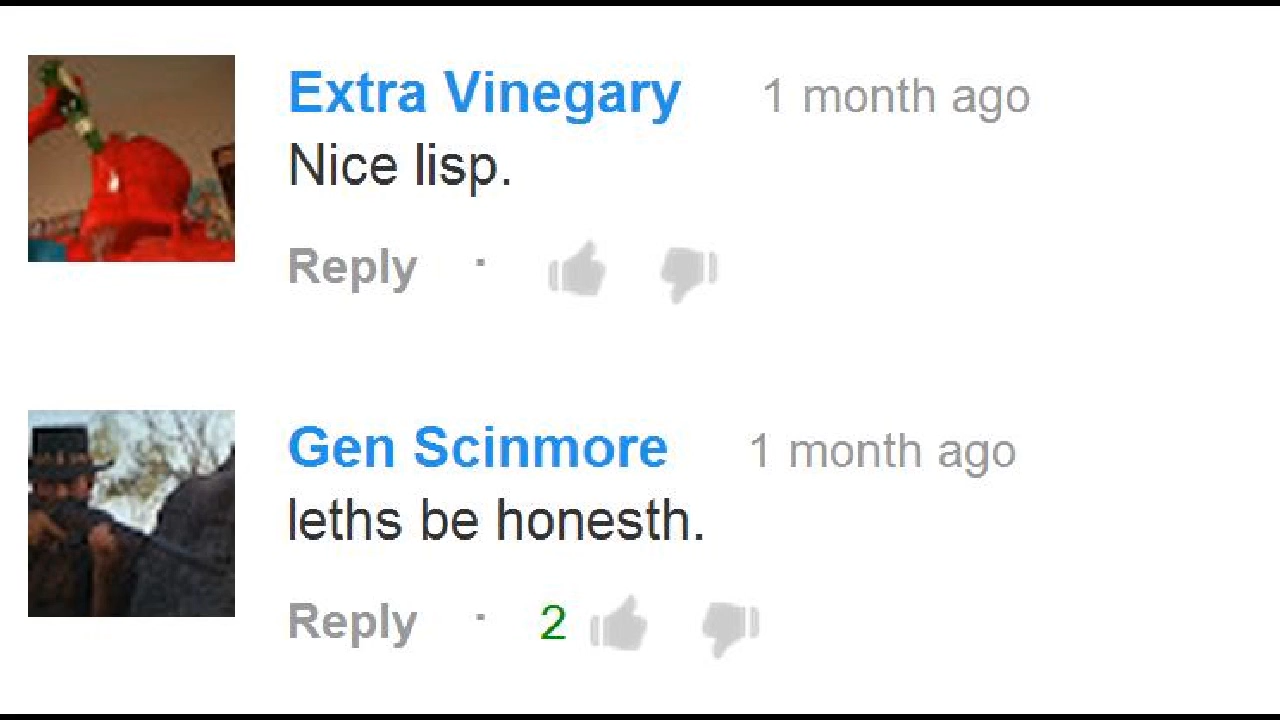 Extra Vinegary 1 month ago
Nice lisp.
Reply ·
Gen Scinmore 1 month ago
leths be honesth.
Reply · 2